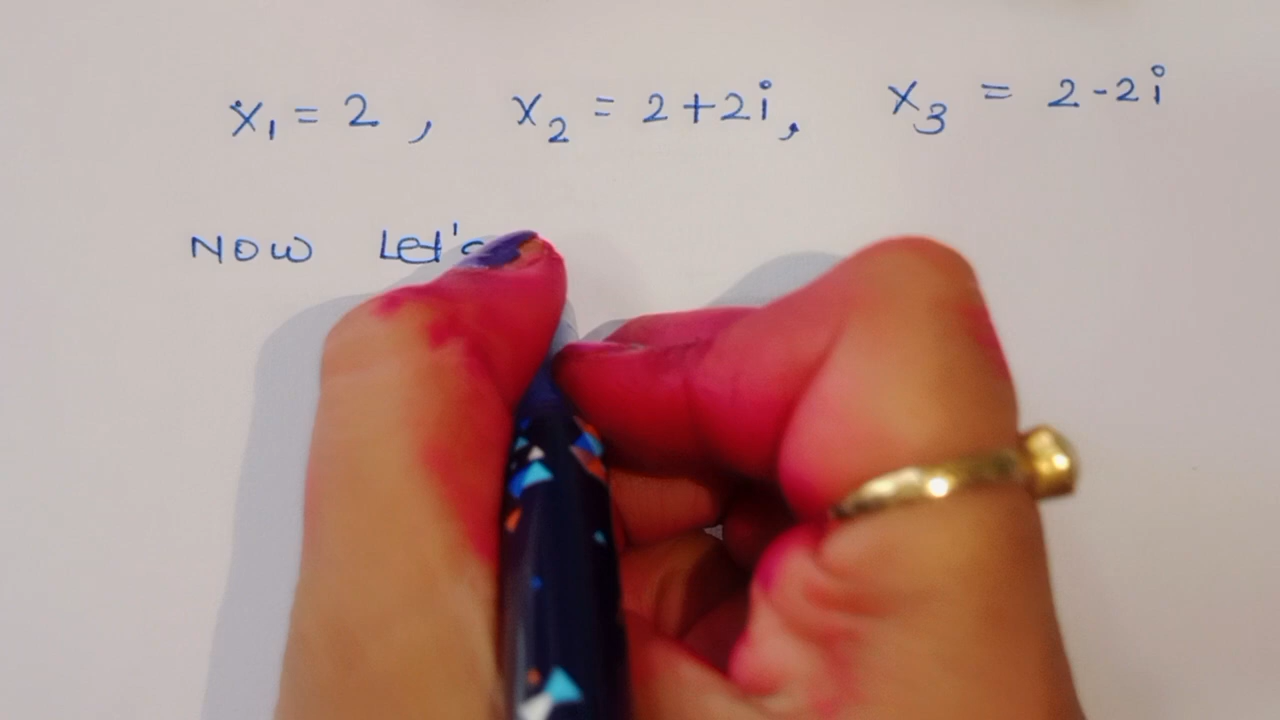 x₁ = 2 , x₂ = 2+2i, x₃ = 2-2i
NOW Let's